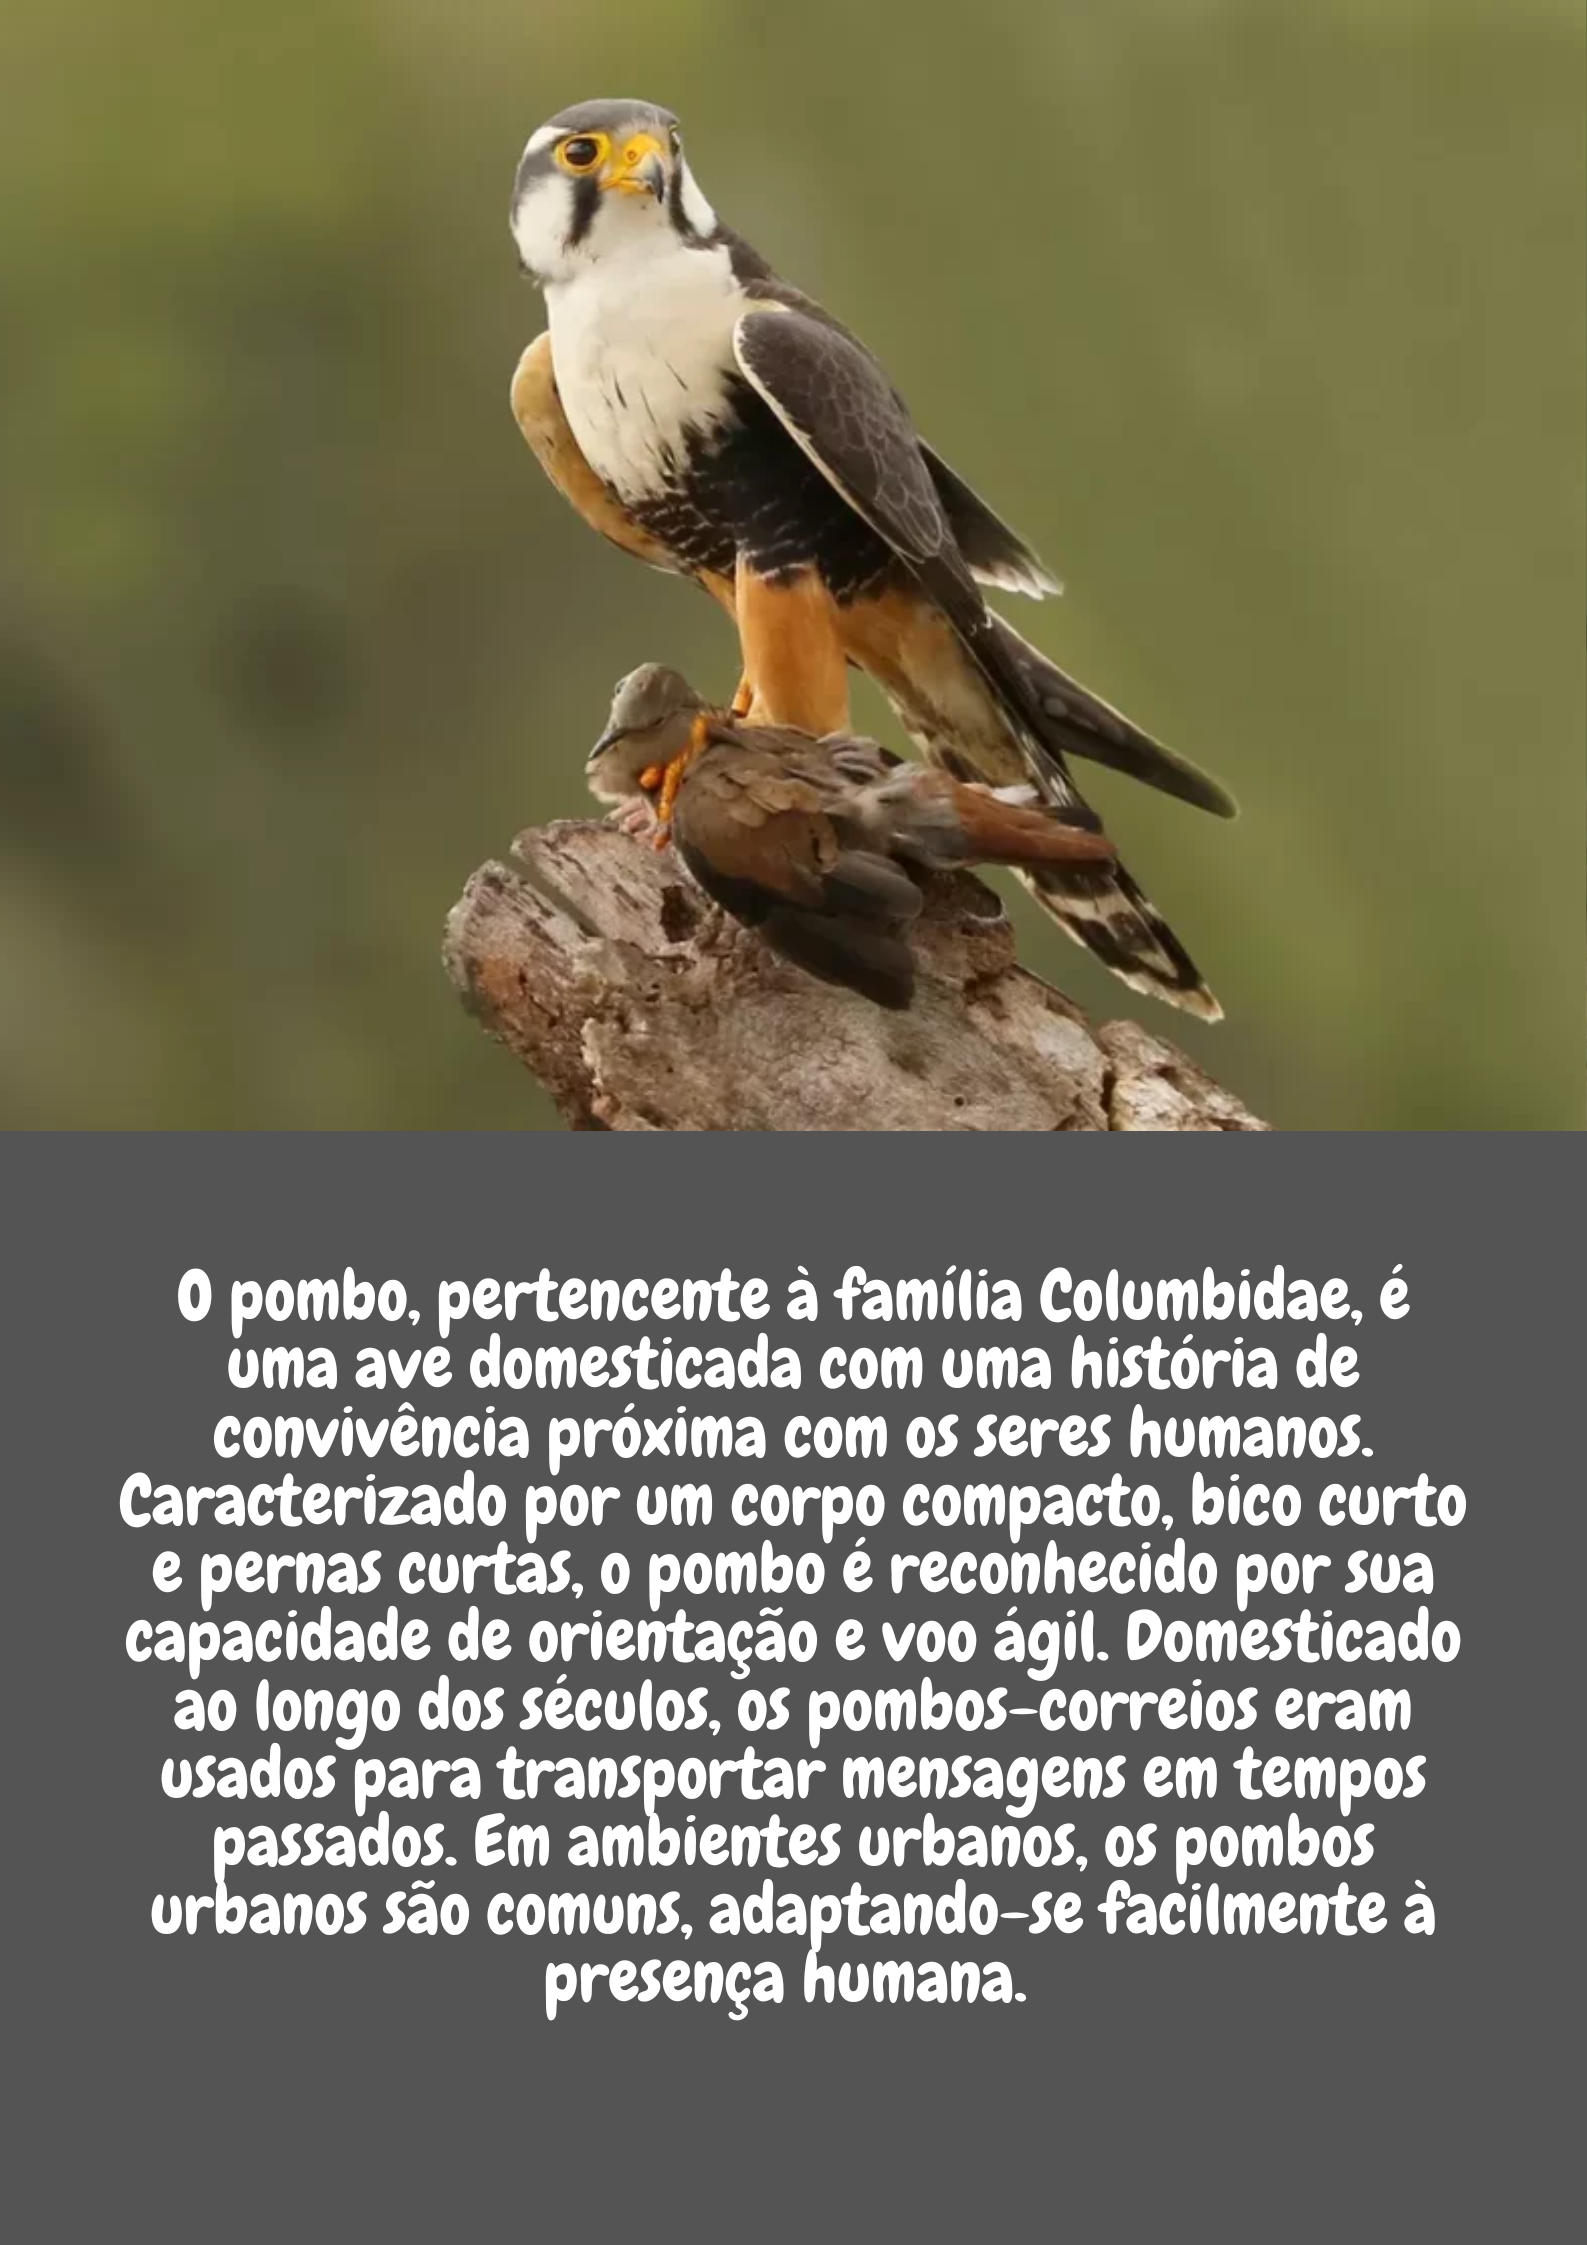 O pombo, pertencente à família Columbidae, é
uma ave domesticada com uma história de
convivência próxima com os seres humanos.
Caracterizado por um corpo compacto, bico curto
e pernas curtas, o pombo é reconhecido por sua
capacidade de orientação e voo ágil. Domesticado
ao longo dos séculos, os pombos-correios eram
usados para transportar mensagens em tempos
passados. Em ambientes urbanos, os pombos
urbanos são comuns, adaptando-se facilmente à
presença humana.